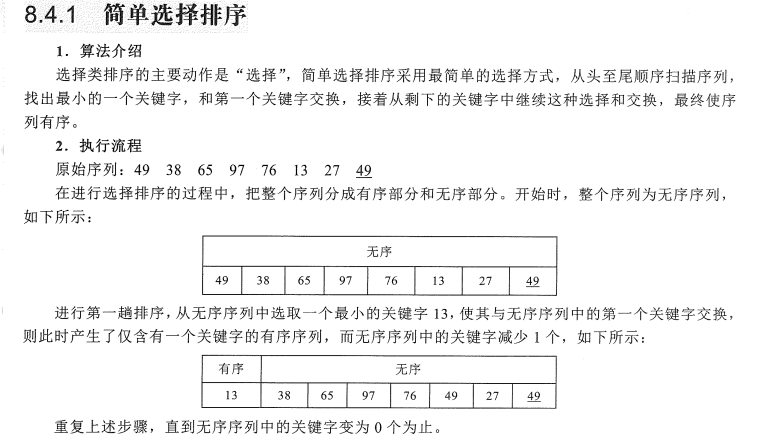 8.4.1 简单选择排序
1．算法介绍
选择类排序的主要动作是“选择”，简单选择排序采用最简单的选择方式，从头至尾顺序扫描序列，
找出最小的一个关键字，和第一个关键字交换，接着从剩下的关键字中继续这种选择和交换，最终使序
列有序。
2．执行流程
原始序列：49 38 65 97 76 13 27 49
在进行选择排序的过程中，把整个序列分成有序部分和无序部分。开始时，整个序列为无序序列，
如下所示：
无序
49 38 65 97 76 13 27 49
进行第一趟排序，从无序序列中选取一个最小的关键字 13，使其与无序序列中的第一个关键字交换，
则此时产生了仅含有一个关键字的有序序列，而无序序列中的关键字减少 1 个，如下所示：
有序 无序
13 38 65 97 76 49 27 49
重复上述步骤，直到无序序列中的关键字变为 0 个为止。